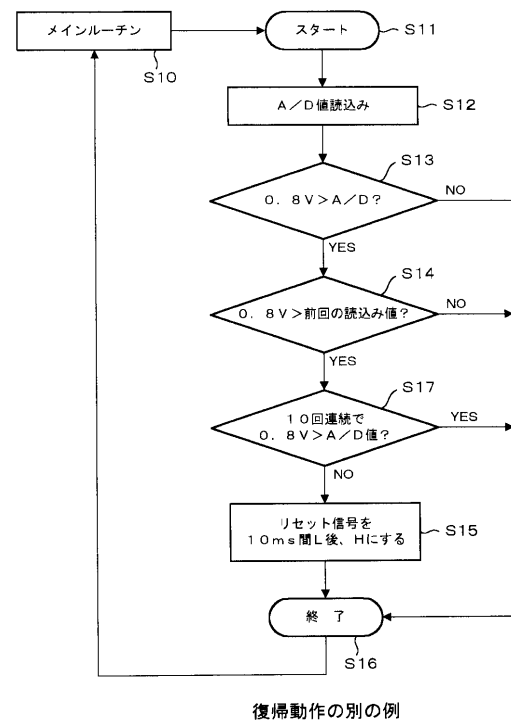 メインルーチン
S10
スタート
S11
A/D値読込み
S12
S13
0.8V>A/D?
NO
YES
S14
0.8V>前回の読込み値?
NO
YES
S17
10回連続で
0.8V>A/D値?
YES
NO
リセット信号を
10ms間L後、Hにする
S15
終 了
S16
復帰動作の別の例